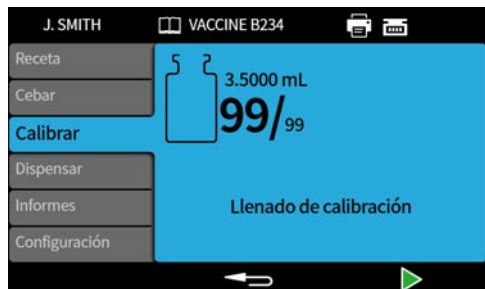 J. SMITH
VACCINE B234
Receta
Cebar
Calibrar
Dispensar
Informes
Configuración
3.5000 mL
99/99
Llenado de calibración